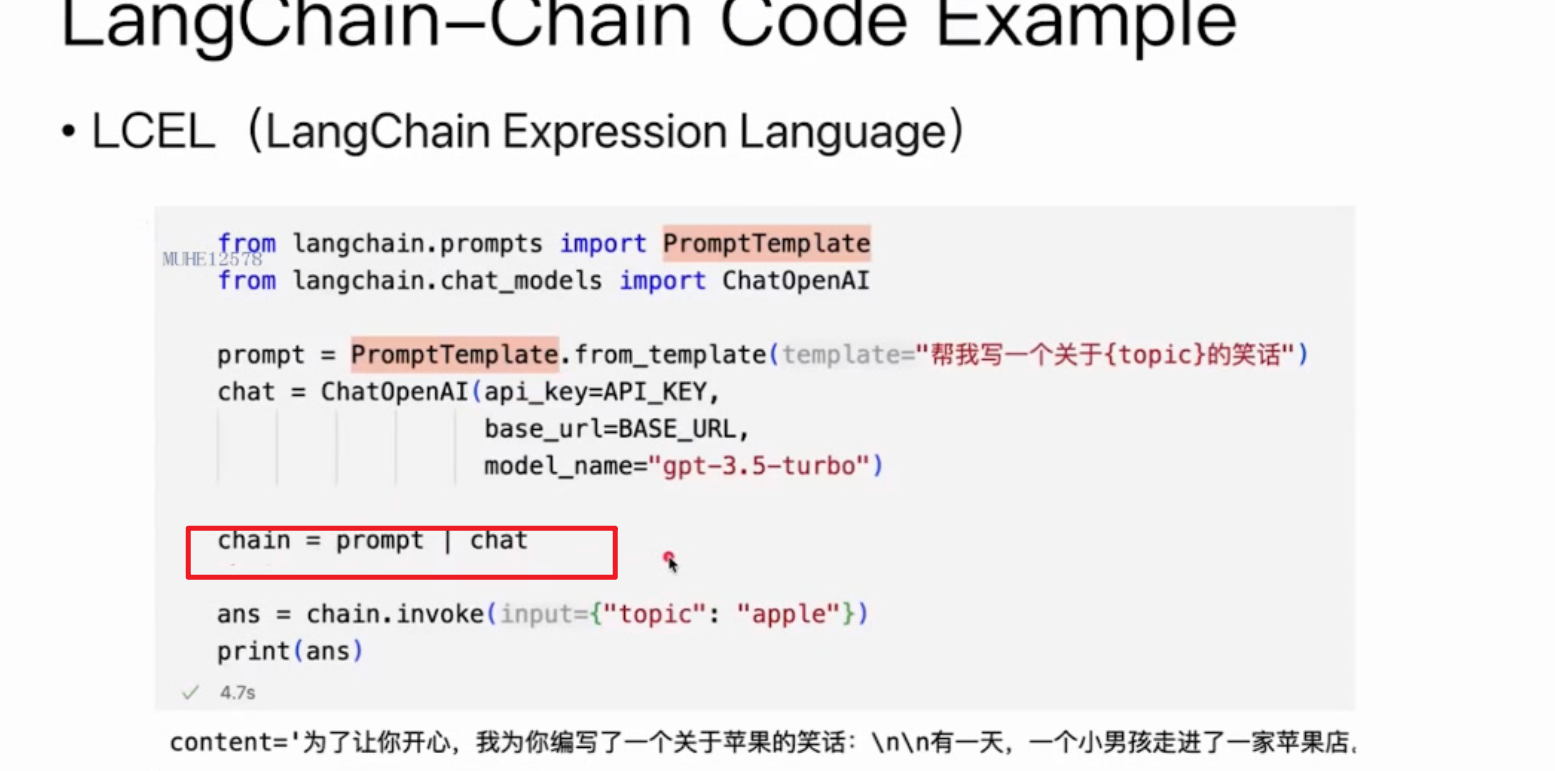 LangChain–Chain Code Example
• LCEL（LangChain Expression Language）
from langchain.prompts import PromptTemplate
MUHE12578
from langchain.chat_models import ChatOpenAI
prompt = PromptTemplate.from_template(template="帮我写一个关于{topic}的笑话")
chat = ChatOpenAI(api_key=API_KEY,
base_url=BASE_URL,
model_name="gpt-3.5-turbo")
chain = prompt | chat
ans = chain.invoke(input={"topic": "apple"})
print(ans)
✓ 4.7s
content='为了让你开心，我为你编写了一个关于苹果的笑话：\n\n有一天，一个小男孩走进了一家苹果店。